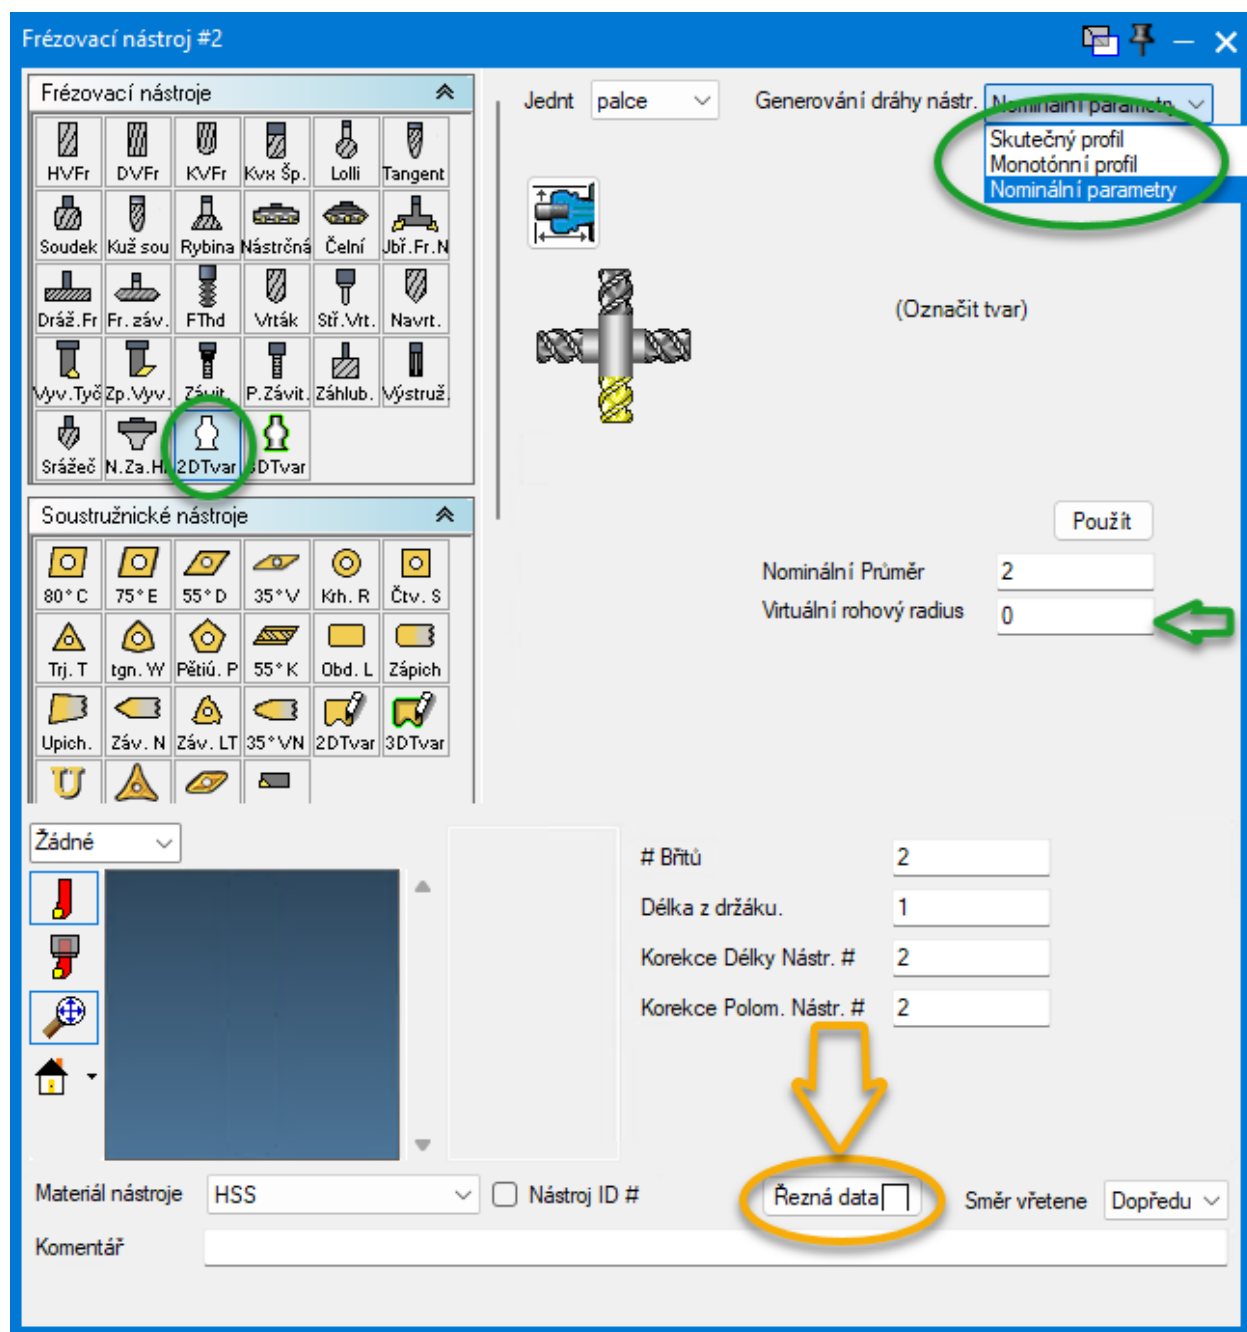 Frézovací nástroj #2
Frézovací nástroje
Jednt palce Generování dráhy nástr. Nominální parametry
Skutečný profil
Monotónní profil
Nominální parametry
HVFr DVFr KVFr Kvx Šp. Lolli Tangent
Soudek Kuž sou Rybina Nástrčná Čelní Jbř.Fr.N
(Označit tvar)
Dráž.Fr Fr.záv. FThd Vrták Stř.Vrt. Navrt.
Vyv.Tyč Zp.Vyv. Závit. P.Závit. Záhlub. Výstruž.
Srážeč N.Za.H 2DTvar 3DTvar
Soustružnické nástroje
Použít
80°C 75°E 55°D 35°V Krh. R Čtv. S
Nominální Průměr 2
Virtuální rohový radius 0
Trj. T tgn. W Pětiú. P 55°K Obd. L Zápich
Upich. Záv. N Záv. LT 35°VN 2DTvar 3DTvar
Žádné
# Břitů 2
Délka z držáku. 1
Korekce Délky Nástr. # 2
Korekce Polom. Nástr. # 2
Materiál nástroje HSS Nástroj ID # Řezná data Směr vřetene Dopředu
Komentář